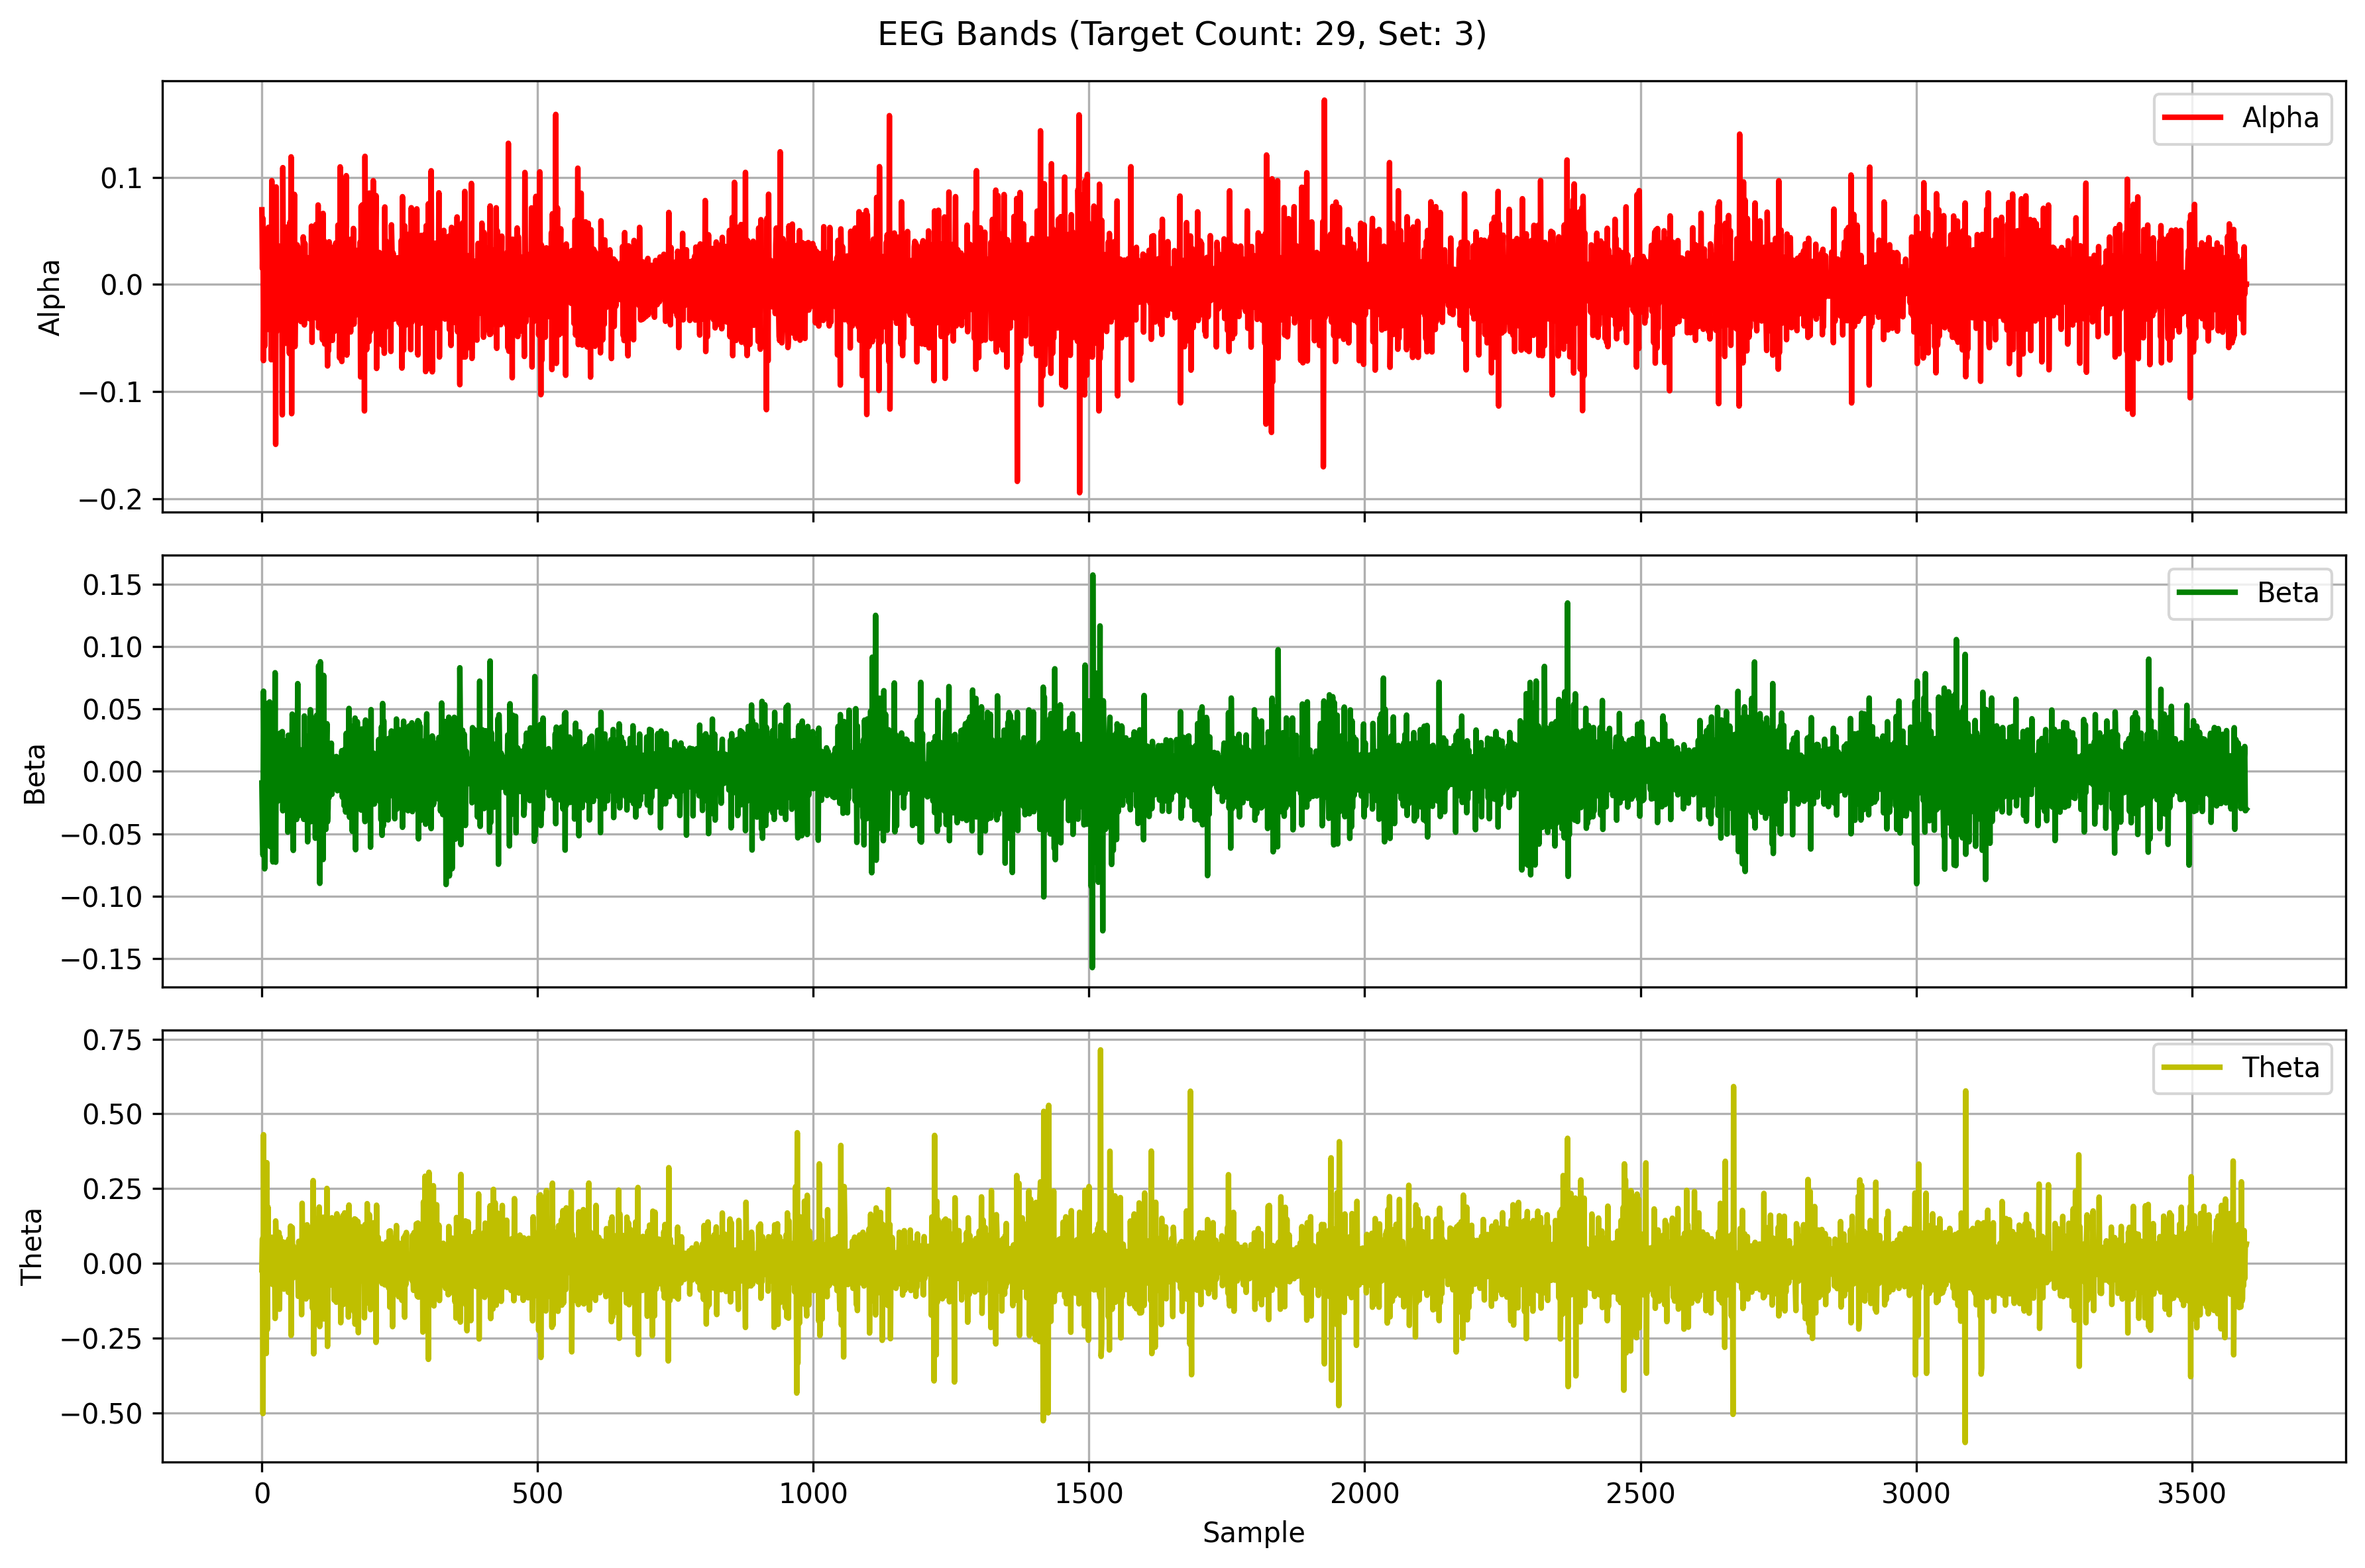 EEG Bands (Target Count: 29, Set: 3)
Alpha
0.1
0.0
−0.1
−0.2
Alpha
Beta
0.15
0.10
0.05
0.00
−0.05
−0.10
−0.15
Beta
Theta
0.75
0.50
0.25
0.00
−0.25
−0.50
Theta
0 500 1000 1500 2000 2500 3000 3500
Sample